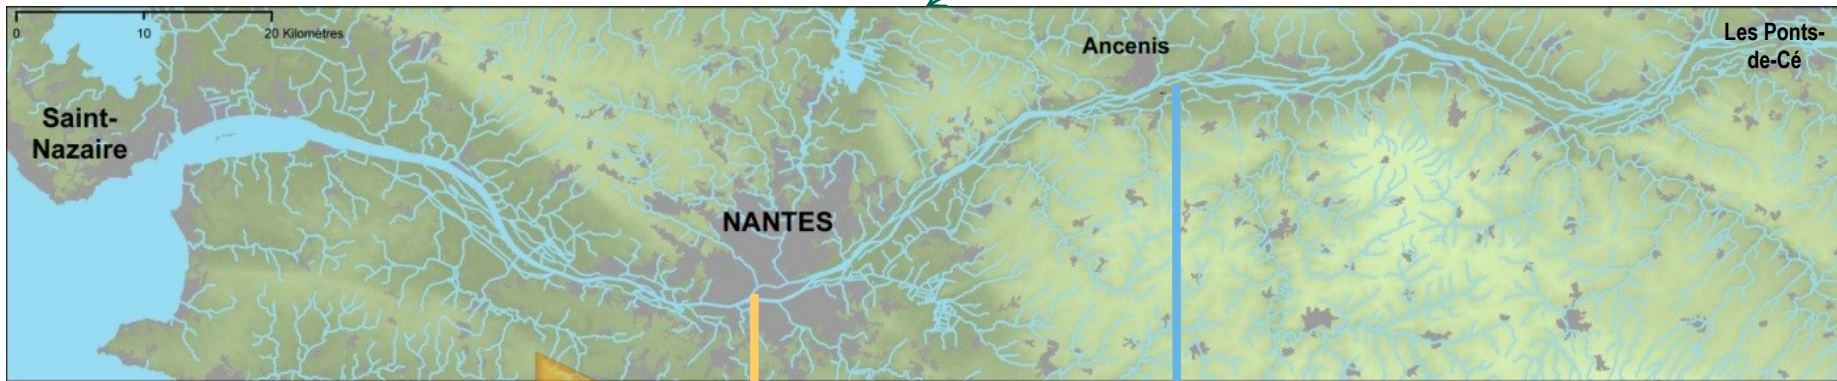 0 10 20 Kilomètres
Saint-
Nazaire
NANTES
Ancenis
Les Ponts-
de-Cé